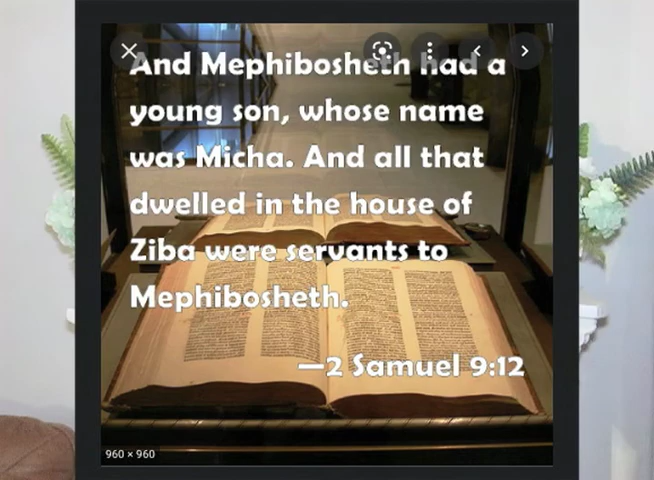 And Mephibosheth had a
young son, whose name
was Micha. And all that
dwelled in the house of
Ziba were servants to
Mephibosheth.
—2 Samuel 9:12
960 × 960